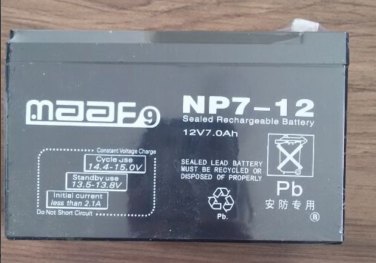 maaf9
NP7-12
Sealed Rechargeable Battery
12V7.0Ah
Constant Voltage Charge
Cycle use
14.4-15.0V
Standby use
13.5-13.8V
Initial current
less than 2.1A
Do Not Short Circuit
SEALED LEAD BATTERY
MUST BE RECYCLED OR
DISPOSED OF PROPERLY
Pb.
Pb
安防专用
B